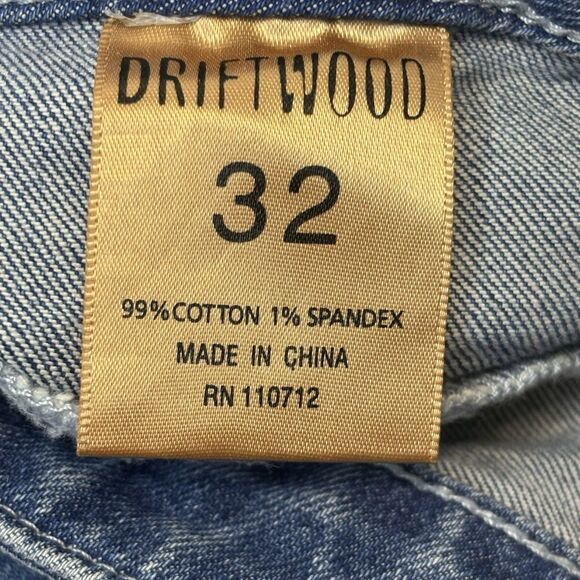 DRIFTWOOD
32
99% COTTON 1% SPANDEX
MADE IN CHINA
RN 110712